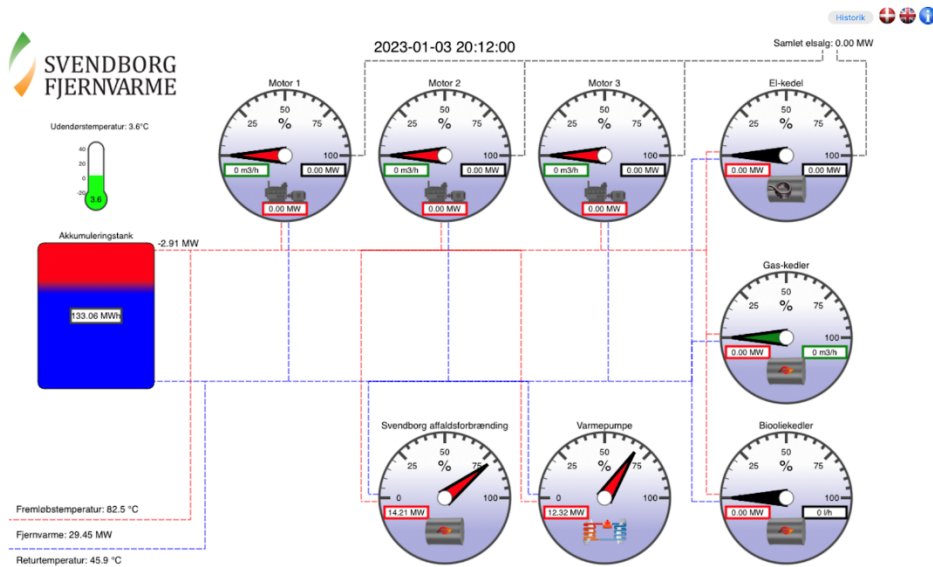 Historik
2023-01-03 20:12:00
Samlet elsalg: 0.00 MW
SVENDBORG
FJERNVARME
Udendørstemperatur: 3.6°C
40
20
0
-20
3.6
Motor 1
25
50
75
100
%
0 m3/h
0.00 MW
0.00 MW
Motor 2
25
50
75
100
%
0 m3/h
0.00 MW
0.00 MW
Motor 3
25
50
75
100
%
0 m3/h
0.00 MW
0.00 MW
El-kedel
25
50
75
100
%
0.00 MW
0.00 MW
Akkumuleringstank
-2.91 MW
133.06 MWh
Gas-kedler
25
50
75
100
%
0.00 MW
0 m3/h
Svendborg affaldsforbrænding
0
25
50
75
100
%
14.21 MW
Varmepumpe
0
25
50
75
100
%
12.32 MW
Biooliekedler
25
50
75
100
%
0.00 MW
0 l/h
Fremløbstemperatur: 82.5 °C
Fjernvarme: 29.45 MW
Returtemperatur: 45.9 °C